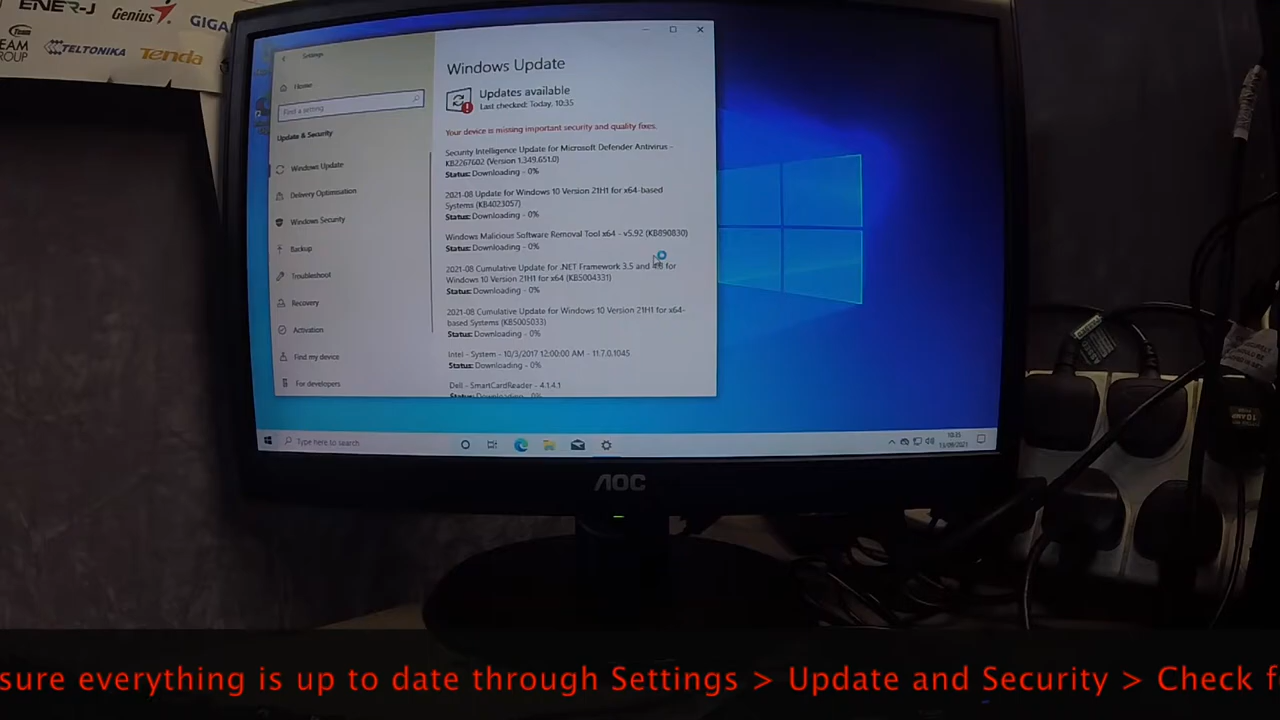 ENER-J
Genius
GIGA
TEAM
GROUP
TELTONIKA
Tenda
Settings
Home
Find a setting
Update & Security
Windows Update
Delivery Optimisation
Windows Security
Backup
Troubleshoot
Recovery
Activation
Find my device
For developers
Windows Update
Updates available
Last checked: Today, 10:35
Your device is missing important security and quality fixes.
Security Intelligence Update for Microsoft Defender Antivirus -
KB2267602 (Version 1.349.651.0)
Status: Downloading - 0%
2021-08 Update for Windows 10 Version 21H1 for x64-based
Systems (KB4023057)
Status: Downloading - 0%
Windows Malicious Software Removal Tool x64 - v5.92 (KB890830)
Status: Downloading - 0%
2021-08 Cumulative Update for .NET Framework 3.5 and 4.8 for
Windows 10 Version 21H1 for x64 (KB5004331)
Status: Downloading - 0%
2021-08 Cumulative Update for Windows 10 Version 21H1 for x64-
based Systems (KB5005033)
Status: Downloading - 0%
Intel - System - 10/3/2017 12:00:00 AM - 11.7.0.1045
Status: Downloading - 0%
Dell - SmartCardReader - 4.1.4.1
Status: Downloading - 0%
Type here to search
10:35
AOC
sure everything is up to date through Settings > Update and Security > Check f